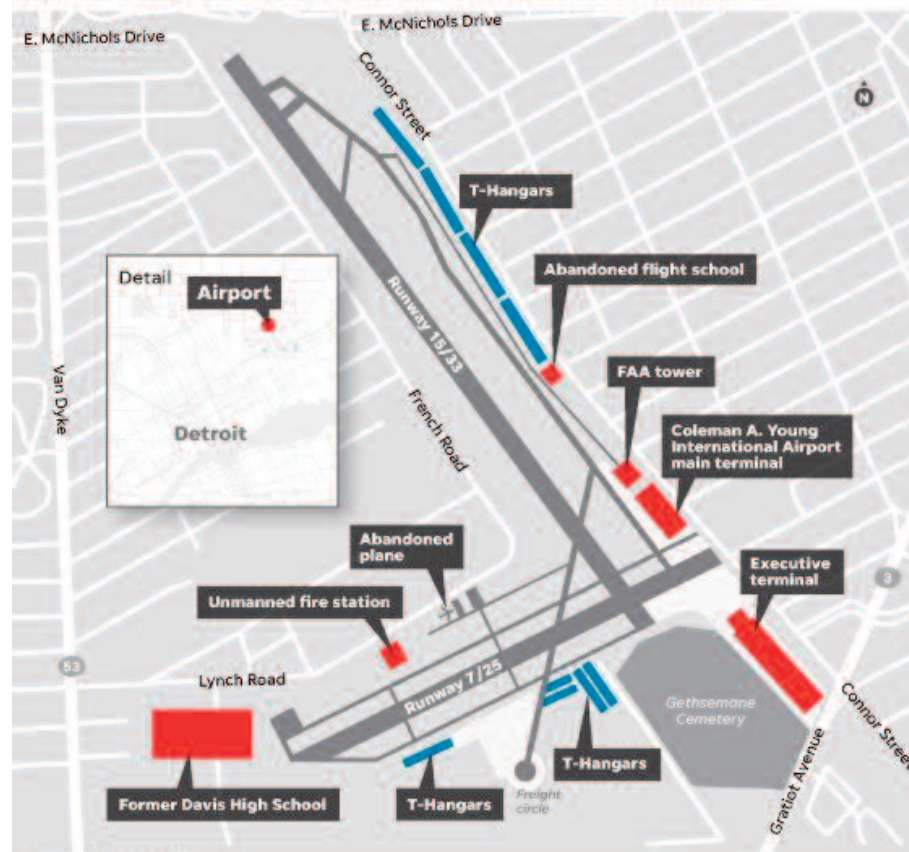 E. McNichols Drive
E. McNichols Drive
Connor Street
N
T-Hangars
Detail
Airport
Abandoned flight school
Runway 15/33
FAA tower
Van Dyke
French Road
Detroit
Coleman A. Young
International Airport
main terminal
Abandoned
plane
Executive
terminal
3
Unmanned fire station
53
Lynch Road
Runway 7/25
Gethsemane
Cemetery
Connor Street
T-Hangars
Former Davis High School
T-Hangars
Freight
circle
Gratiot Avenue